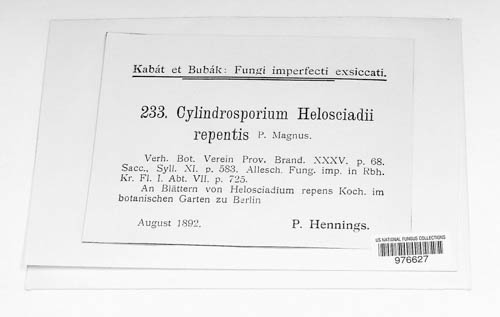 Kabát et Bubák: Fungi imperfecti exsiccati.
233. Cylindrosporium Helosciadii
repentis P. Magnus.
Verh. Bot. Verein Prov. Brand. XXXV. p. 68.
Sacc., Syll. XI. p. 583. Allesch. Fung. imp. in Rbh.
Kr. Fl. I. Abt. VII. p. 725.
An Blättern von Helosciadium repens Koch. im
botanischen Garten zu Berlin
August 1892. P. Hennings.
US NATIONAL FUNGUS COLLECTIONS
976627